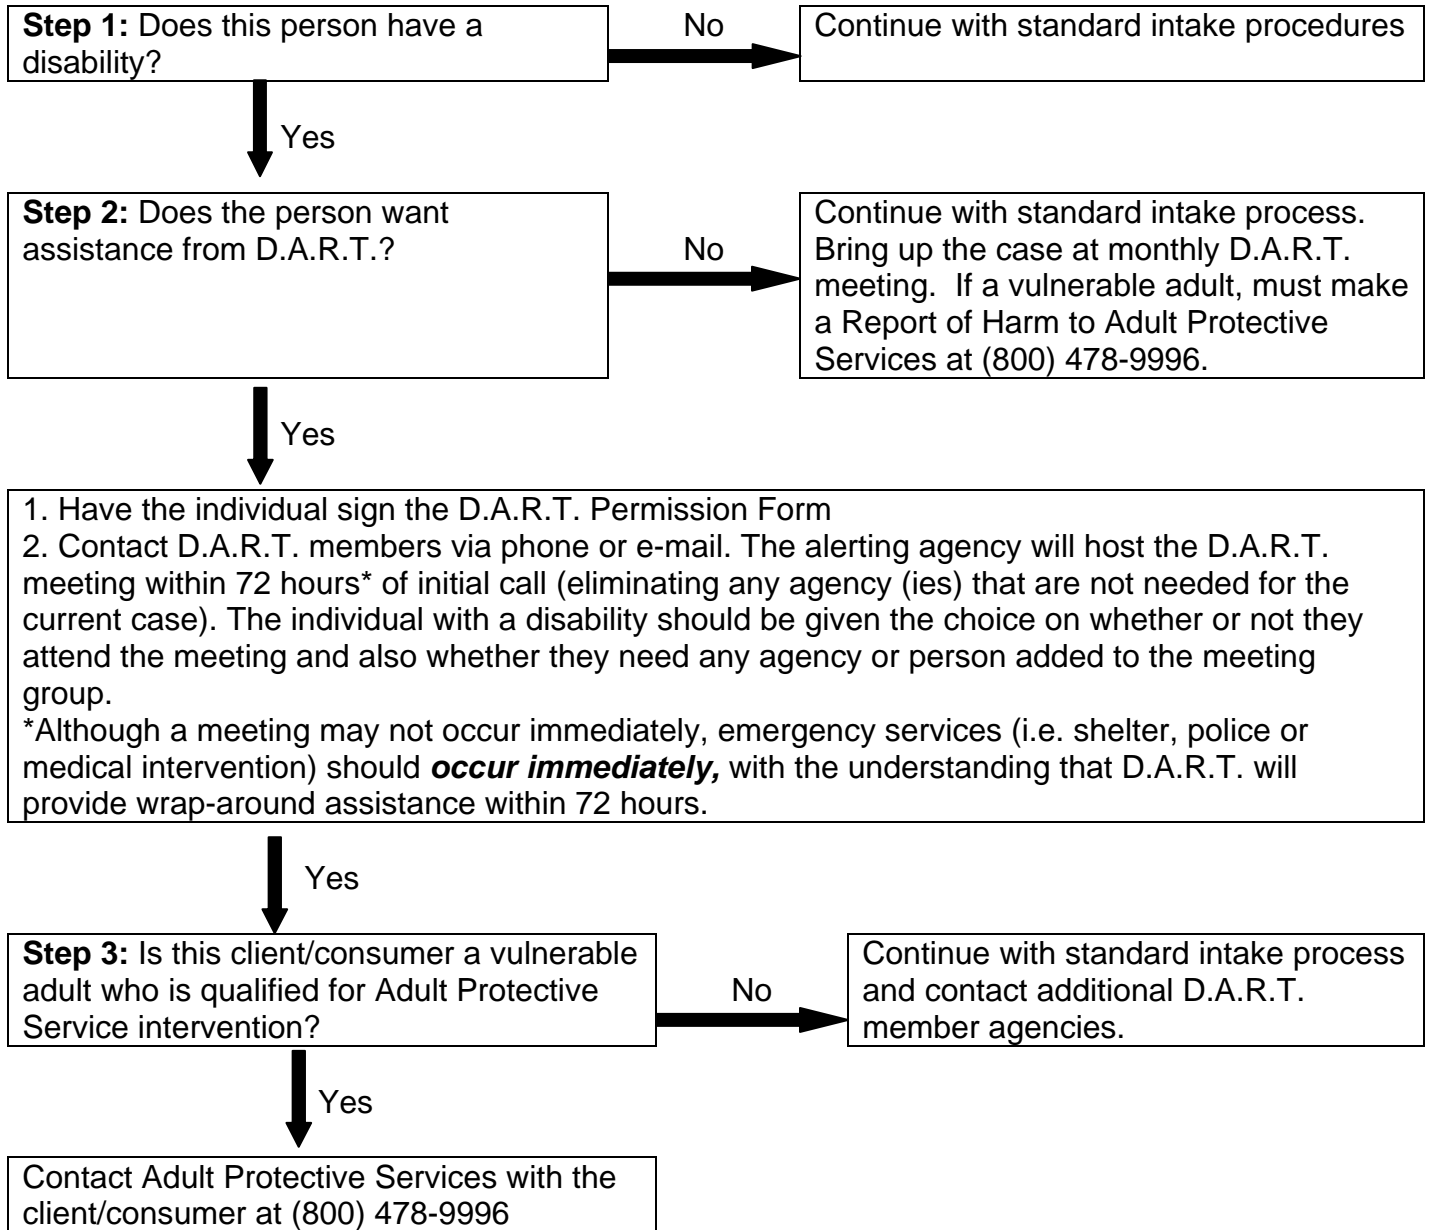 Step 1: Does this person have a
disability?
No
Continue with standard intake procedures
Yes
Step 2: Does the person want
assistance from D.A.R.T.?
No
Continue with standard intake process.
Bring up the case at monthly D.A.R.T.
meeting.  If a vulnerable adult, must make
a Report of Harm to Adult Protective
Services at (800) 478-9996.
Yes
1. Have the individual sign the D.A.R.T. Permission Form
2. Contact D.A.R.T. members via phone or e-mail. The alerting agency will host the D.A.R.T.
meeting within 72 hours* of initial call (eliminating any agency (ies) that are not needed for the
current case). The individual with a disability should be given the choice on whether or not they
attend the meeting and also whether they need any agency or person added to the meeting
group.
*Although a meeting may not occur immediately, emergency services (i.e. shelter, police or
medical intervention) should occur immediately, with the understanding that D.A.R.T. will
provide wrap-around assistance within 72 hours.
Yes
Step 3: Is this client/consumer a vulnerable
adult who is qualified for Adult Protective
Service intervention?
No
Continue with standard intake process
and contact additional D.A.R.T.
member agencies.
Yes
Contact Adult Protective Services with the
client/consumer at (800) 478-9996